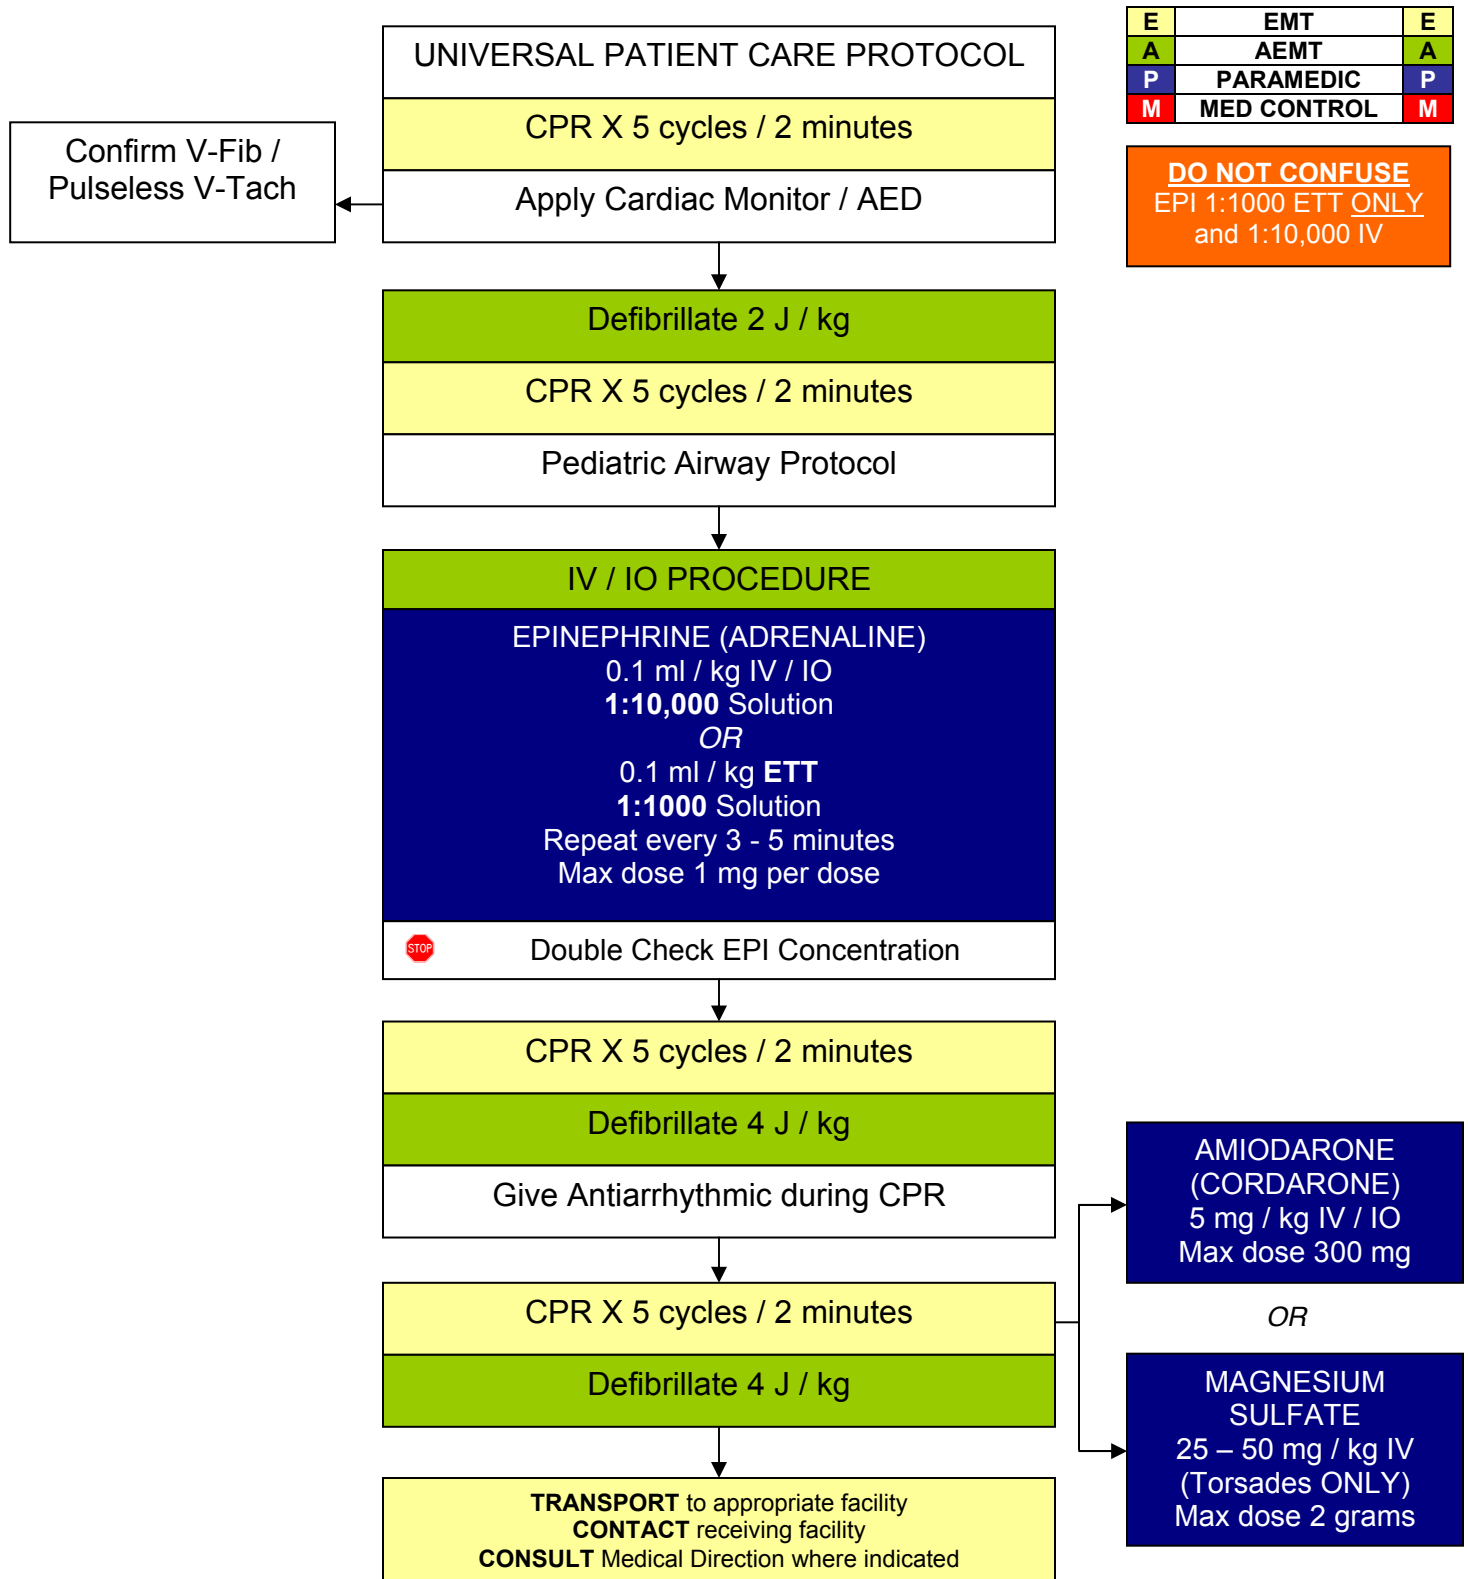 E EMT E
A AEMT A
P PARAMEDIC P
M MED CONTROL M
DO NOT CONFUSE
EPI 1:1000 ETT ONLY
and 1:10,000 IV
UNIVERSAL PATIENT CARE PROTOCOL
CPR X 5 cycles / 2 minutes
Apply Cardiac Monitor / AED
Confirm V-Fib /
Pulseless V-Tach
Defibrillate 2 J / kg
CPR X 5 cycles / 2 minutes
Pediatric Airway Protocol
IV / IO PROCEDURE
EPINEPHRINE (ADRENALINE)
0.1 ml / kg IV / IO
1:10,000 Solution
OR
0.1 ml / kg ETT
1:1000 Solution
Repeat every 3 - 5 minutes
Max dose 1 mg per dose
STOP
Double Check EPI Concentration
CPR X 5 cycles / 2 minutes
Defibrillate 4 J / kg
Give Antiarrhythmic during CPR
CPR X 5 cycles / 2 minutes
Defibrillate 4 J / kg
AMIODARONE
(CORDARONE)
5 mg / kg IV / IO
Max dose 300 mg
OR
MAGNESIUM
SULFATE
25 – 50 mg / kg IV
(Torsades ONLY)
Max dose 2 grams
TRANSPORT to appropriate facility
CONTACT receiving facility
CONSULT Medical Direction where indicated